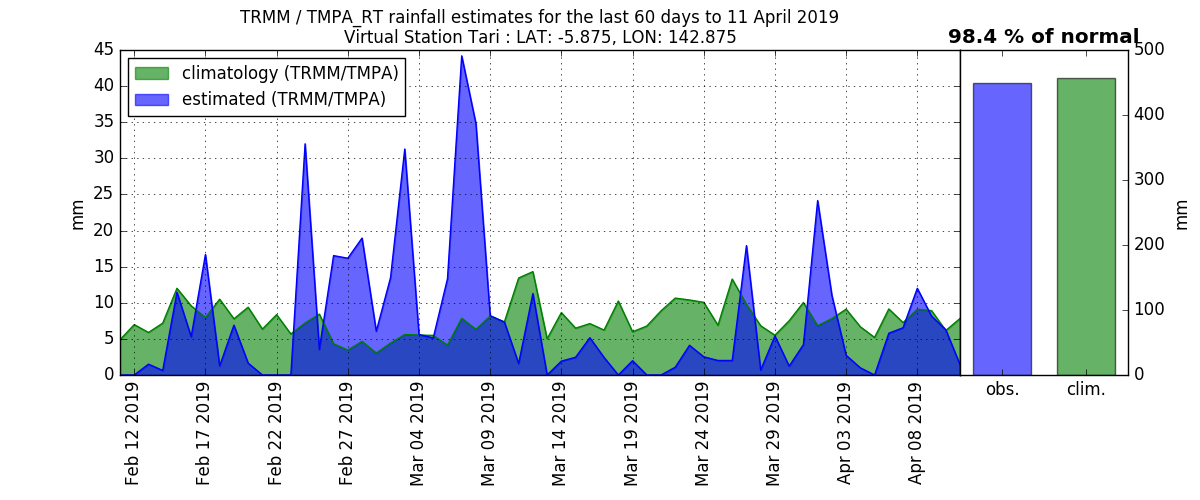 TRMM / TMPA_RT rainfall estimates for the last 60 days to 11 April 2019
Virtual Station Tari : LAT: -5.875, LON: 142.875
98.4 % of normal
climatology (TRMM/TMPA)
estimated (TRMM/TMPA)
mm
45
40
35
30
25
20
15
10
5
0
Feb 12 2019
Feb 17 2019
Feb 22 2019
Feb 27 2019
Mar 04 2019
Mar 09 2019
Mar 14 2019
Mar 19 2019
Mar 24 2019
Mar 29 2019
Apr 03 2019
Apr 08 2019
obs.
clim.
500
400
300
200
100
0
mm